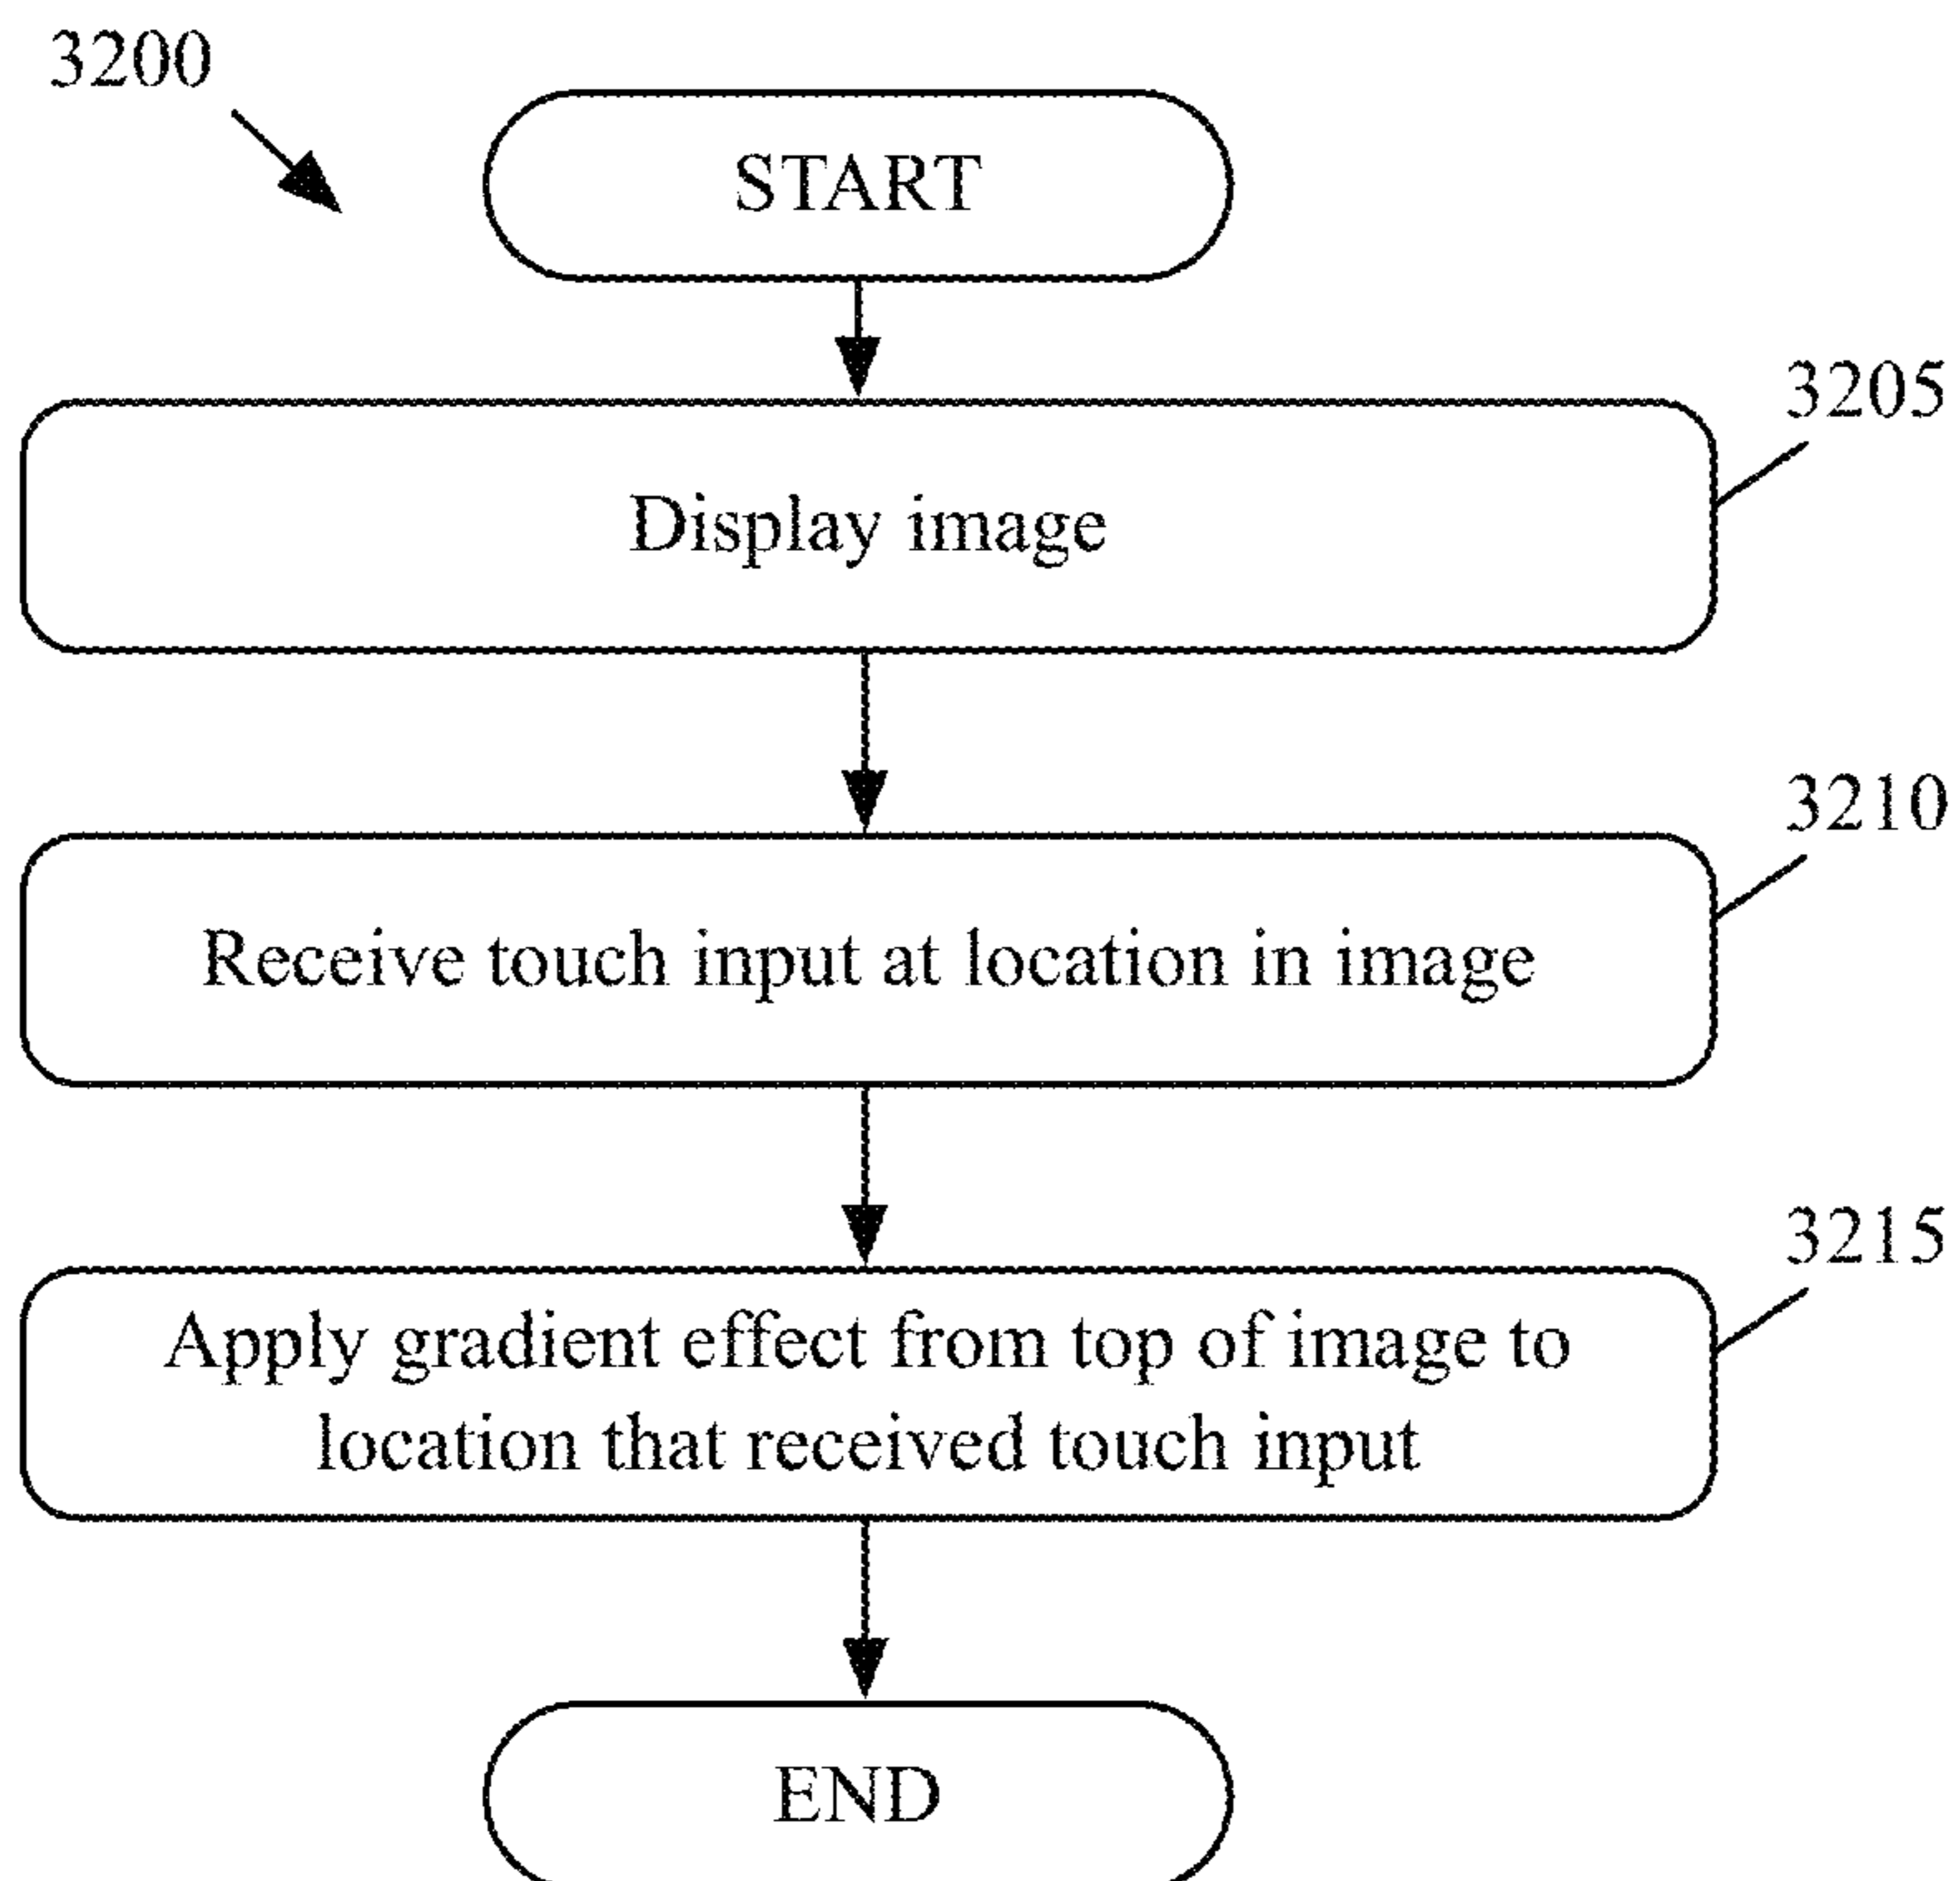 3200
START
3205
Display image
3210
Receive touch input at location in image
3215
Apply gradient effect from top of image to
location that received touch input
END